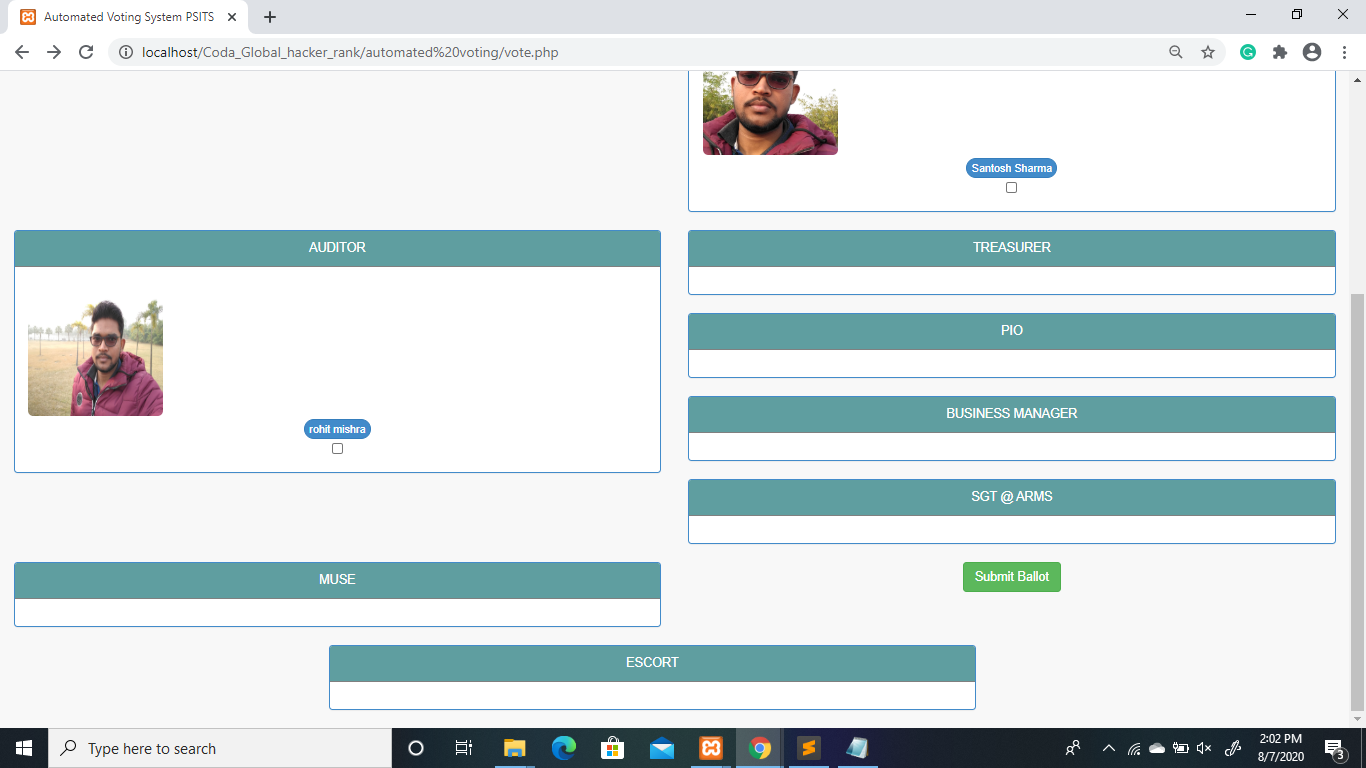 Automated Voting System PSITS
localhost/Coda_Global_hacker_rank/automated%20voting/vote.php
Santosh Sharma
AUDITOR
TREASURER
PIO
rohit mishra
BUSINESS MANAGER
SGT @ ARMS
MUSE
Submit Ballot
ESCORT
Type here to search
2:02 PM
8/7/2020
3